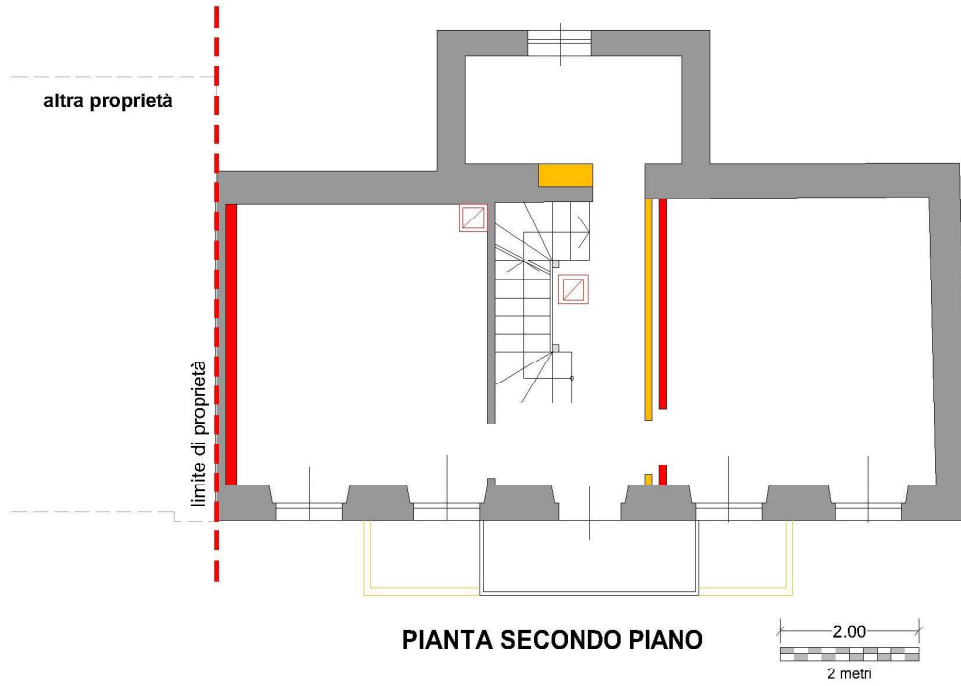 altra proprietà
limite di proprietà
PIANTA SECONDO PIANO
2.00
2 metri